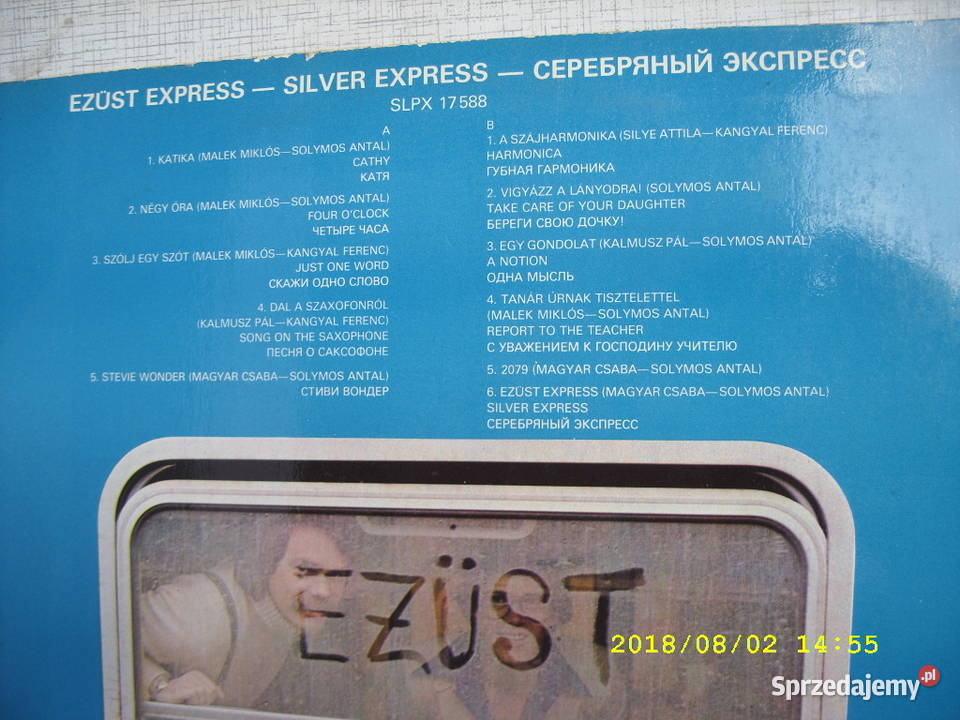 EZÜST EXPRESS — SILVER EXPRESS — СЕРЕБРЯНЫЙ ЭКСПРЕСС
SLPX 17588
A
1. KATIKA (MALEK MIKLÓS—SOLYMOS ANTAL)
CATHY
КАТЯ
2. NÉGY ÓRA (MALEK MIKLÓS—SOLYMOS ANTAL)
FOUR O'CLOCK
ЧЕТЫРЕ ЧАСА
3. SZÓLJ EGY SZÓT (MALEK MIKLÓS—KANGYAL FERENC)
JUST ONE WORD
СКАЖИ ОДНО СЛОВО
4. DAL A SZAXOFONRÓL
(KALMUSZ PÁL—KANGYAL FERENC)
SONG ON THE SAXOPHONE
ПЕСНЯ О САКСОФОНЕ
5. STEVIE WONDER (MAGYAR CSABA—SOLYMOS ANTAL)
СТИВИ ВОНДЕР
B
1. A SZÁJHARMONIKA (SILYE ATTILA—KANGYAL FERENC)
HARMONICA
ГУБНАЯ ГАРМОНИКА
2. VIGYÁZZ A LÁNYODRA! (SOLYMOS ANTAL)
TAKE CARE OF YOUR DAUGHTER
БЕРЕГИ СВОЮ ДОЧКУ!
3. EGY GONDOLAT (KALMUSZ PÁL—SOLYMOS ANTAL)
A NOTION
ОДНА МЫСЛЬ
4. TANÁR ÚRNAK TISZTELETTEL
(MALEK MIKLÓS—SOLYMOS ANTAL)
REPORT TO THE TEACHER
С УВАЖЕНИЕМ К ГОСПОДИНУ УЧИТЕЛЮ
5. 2079 (MAGYAR CSABA—SOLYMOS ANTAL)
6. EZÜST EXPRESS (MAGYAR CSABA—SOLYMOS ANTAL)
SILVER EXPRESS
СЕРЕБРЯНЫЙ ЭКСПРЕСС
EZÜST
2018/08/02 14:55
Sprzedajemy.pl